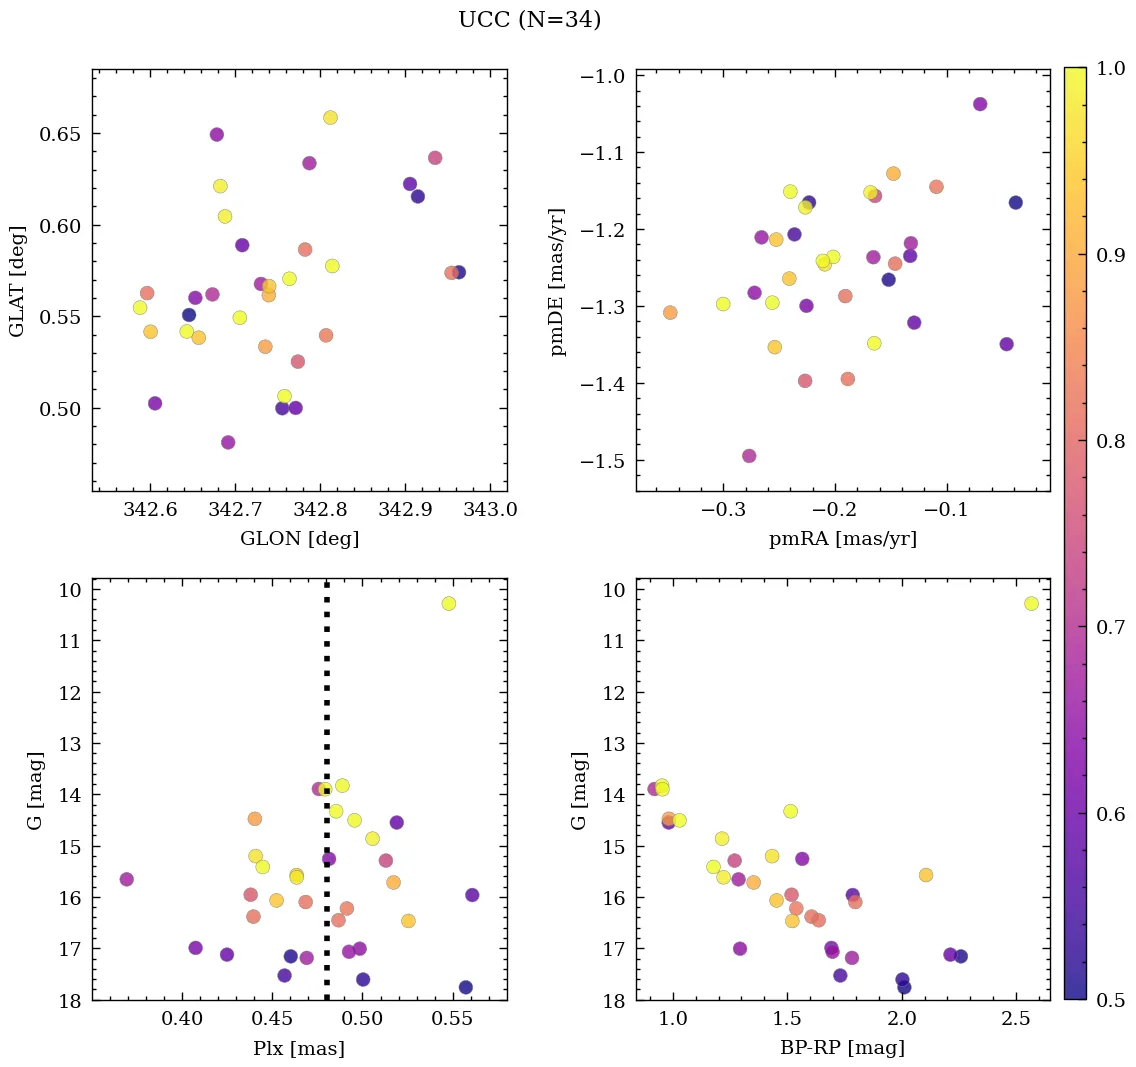 UCC (N=34)
0.65
0.60
0.55
0.50
GLAT [deg]
342.6 342.7 342.8 342.9 343.0
GLON [deg]
−1.0
−1.1
−1.2
−1.3
−1.4
−1.5
pmDE [mas/yr]
−0.3 −0.2 −0.1
pmRA [mas/yr]
10
11
12
13
14
15
16
17
18
G [mag]
0.40 0.45 0.50 0.55
Plx [mas]
10
11
12
13
14
15
16
17
18
G [mag]
1.0 1.5 2.0 2.5
BP-RP [mag]
1.0
0.9
0.8
0.7
0.6
0.5